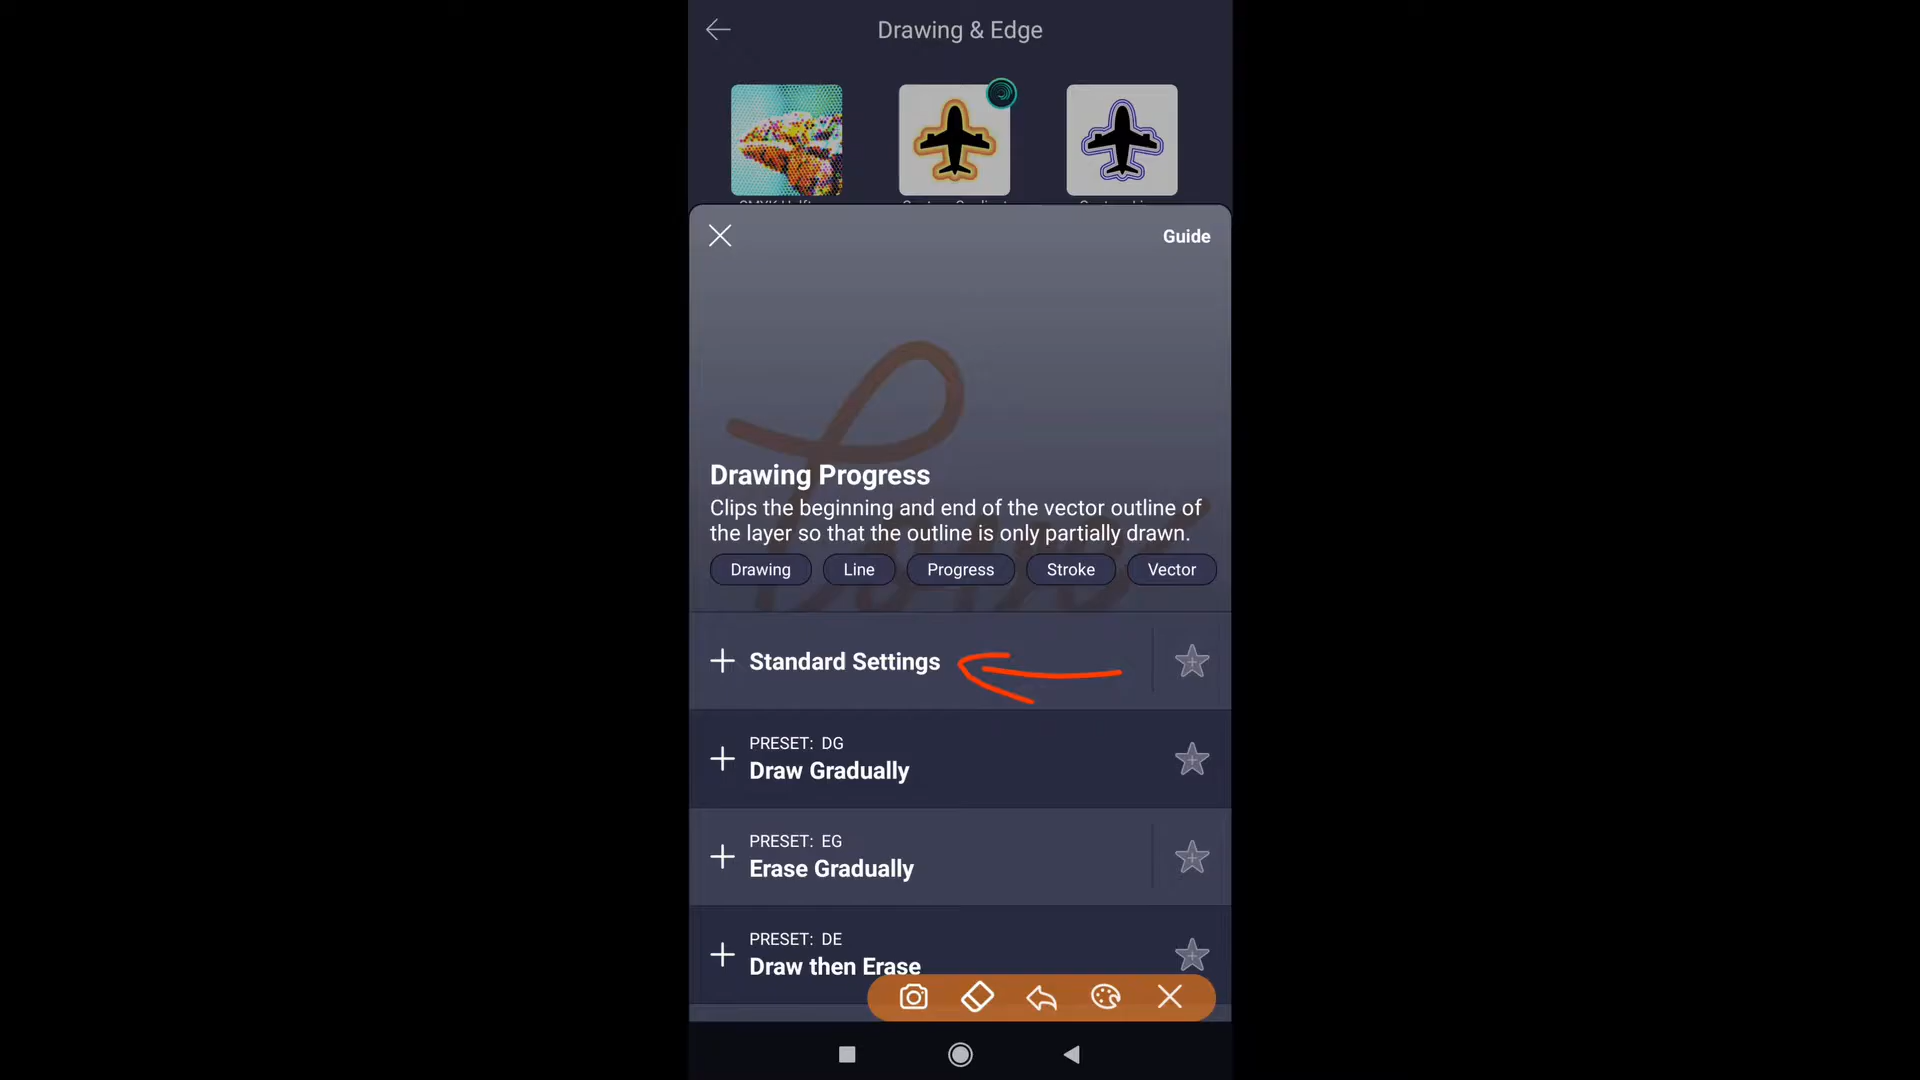 Drawing & Edge
Guide
Drawing Progress
Clips the beginning and end of the vector outline of
the layer so that the outline is only partially drawn.
Drawing Line Progress Stroke Vector
Standard Settings
PRESET: DG
Draw Gradually
PRESET: EG
Erase Gradually
PRESET: DE
Draw then Erase